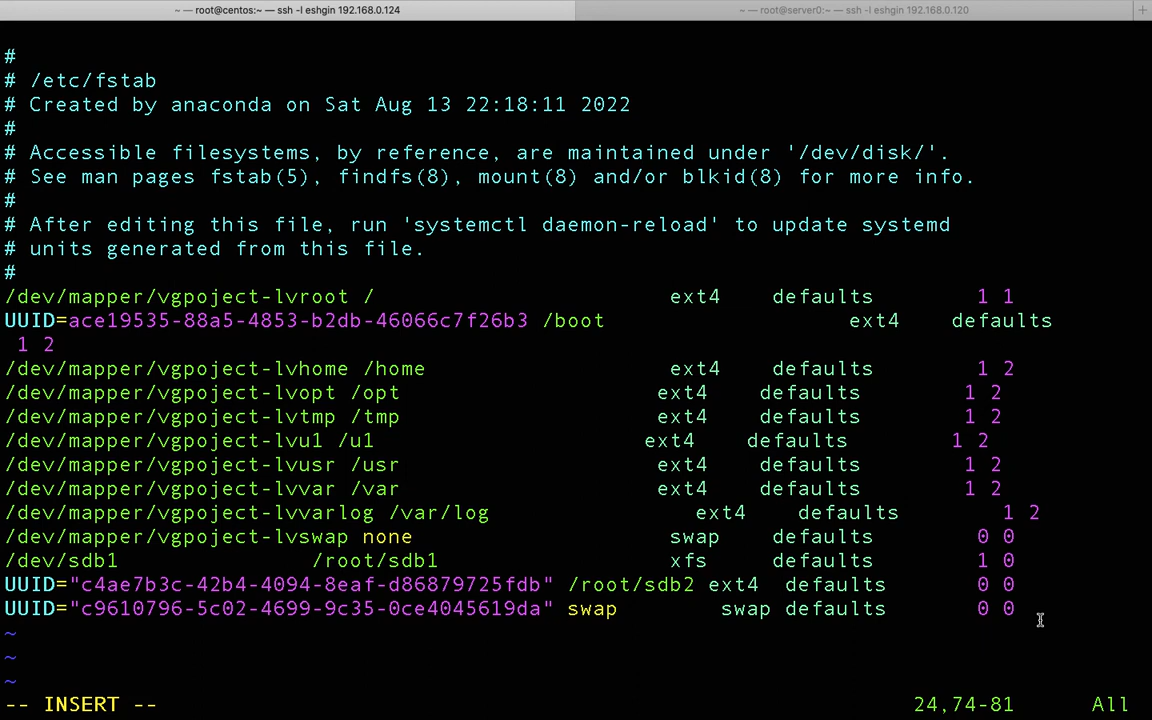 ~ — root@centos:~ — ssh -l eshgin 192.168.0.124
~ — root@server0:~ — ssh -l eshgin 192.168.0.120
+
#
# /etc/fstab
# Created by anaconda on Sat Aug 13 22:18:11 2022
#
# Accessible filesystems, by reference, are maintained under '/dev/disk/'.
# See man pages fstab(5), findfs(8), mount(8) and/or blkid(8) for more info.
#
# After editing this file, run 'systemctl daemon-reload' to update systemd
# units generated from this file.
#
/dev/mapper/vgpoject-lvroot / ext4 defaults 1 1
UUID=ace19535-88a5-4853-b2db-46066c7f26b3 /boot ext4 defaults
1 2
/dev/mapper/vgpoject-lvhome /home ext4 defaults 1 2
/dev/mapper/vgpoject-lvopt /opt ext4 defaults 1 2
/dev/mapper/vgpoject-lvtmp /tmp ext4 defaults 1 2
/dev/mapper/vgpoject-lvu1 /u1 ext4 defaults 1 2
/dev/mapper/vgpoject-lvusr /usr ext4 defaults 1 2
/dev/mapper/vgpoject-lvvar /var ext4 defaults 1 2
/dev/mapper/vgpoject-lvvarlog /var/log ext4 defaults 1 2
/dev/mapper/vgpoject-lvswap none swap defaults 0 0
/dev/sdb1 /root/sdb1 xfs defaults 1 0
UUID="c4ae7b3c-42b4-4094-8eaf-d86879725fdb" /root/sdb2 ext4 defaults 0 0
UUID="c9610796-5c02-4699-9c35-0ce4045619da" swap swap defaults 0 0
~
~
~
-- INSERT -- 24,74-81 All